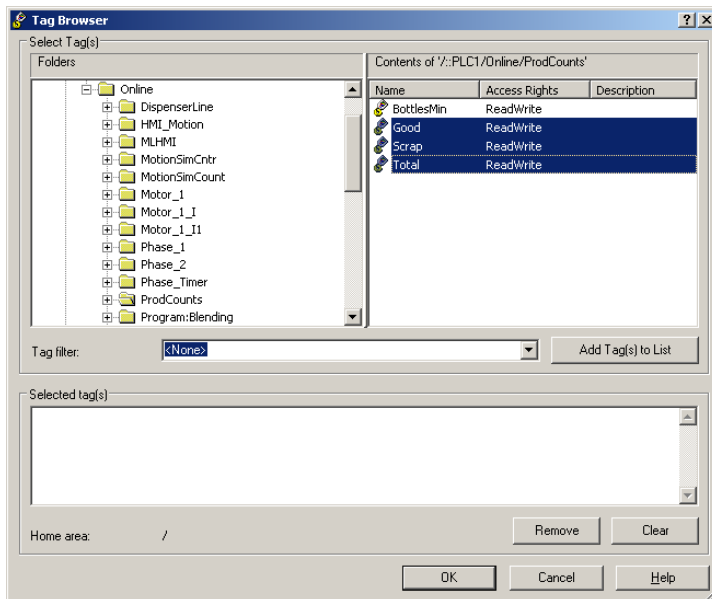 Tag Browser
Select Tag(s)
Folders
Contents of '/::PLC1/Online/ProdCounts'
Online
DispenserLine
HMI_Motion
MLHMI
MotionSimCntr
MotionSimCount
Motor_1
Motor_1_I
Motor_1_I1
Phase_1
Phase_2
Phase_Timer
ProdCounts
Program:Blending
Name Access Rights Description
BottlesMin ReadWrite
Good ReadWrite
Scrap ReadWrite
Total ReadWrite
Tag filter: <None> Add Tag(s) to List
Selected tag(s)
Home area: / Remove Clear
OK Cancel Help